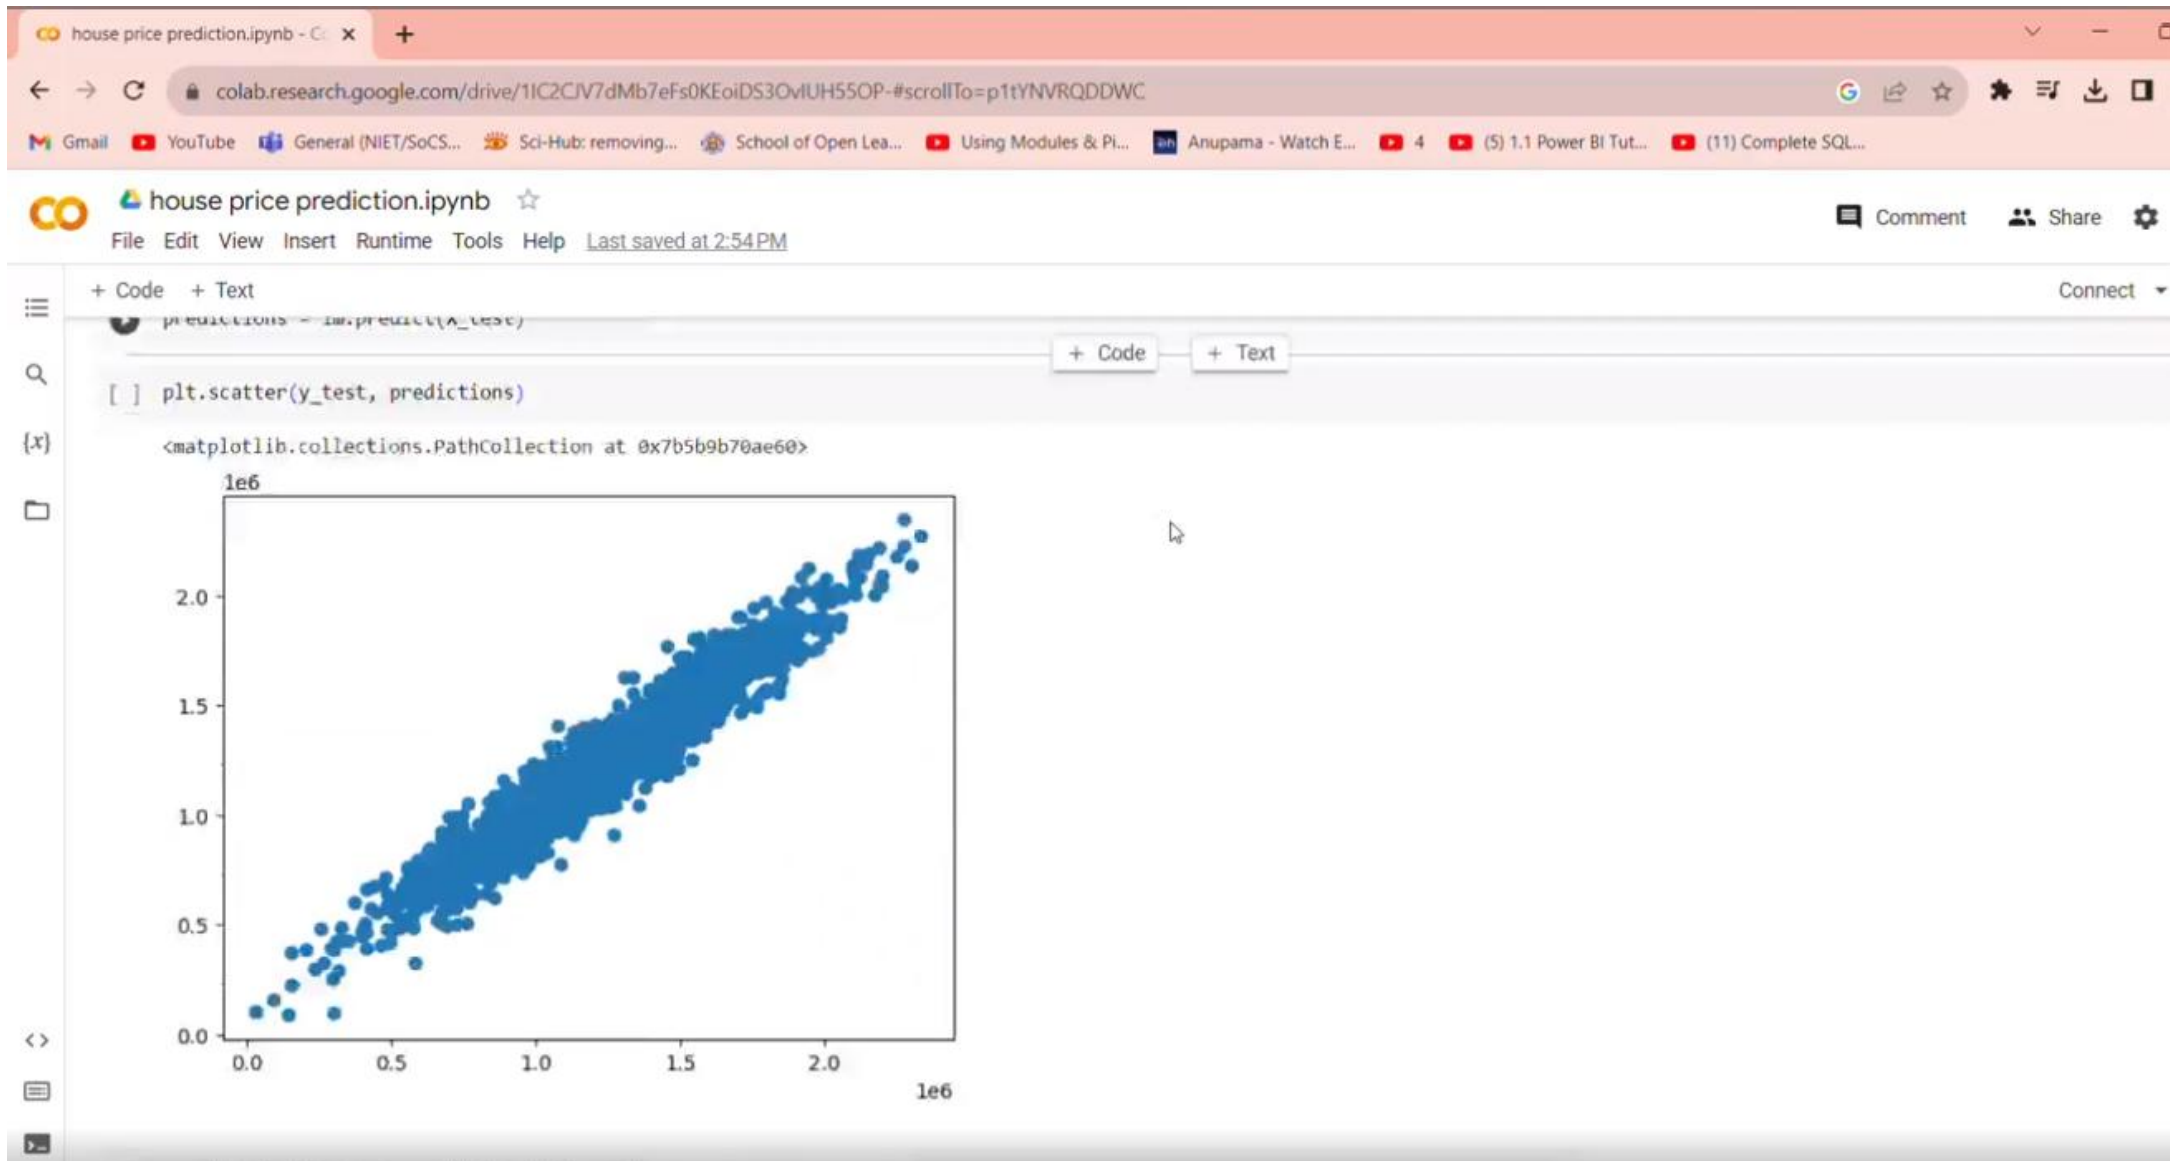 house price prediction.ipynb - C
colab.research.google.com/drive/1IC2CJV7dMb7eFs0KEoiDS3OvIUH55OP-#scrollTo=p1tYNVRQDDWC
Gmail YouTube General (NIET/SoCS... Sci-Hub: removing... School of Open Lea... Using Modules & Pi... Anupama - Watch E... 4 (5) 1.1 Power BI Tut... (11) Complete SQL...
house price prediction.ipynb
Comment Share
File Edit View Insert Runtime Tools Help Last saved at 2:54 PM
+ Code + Text Connect
predictions = lm.predict(X_test)
+ Code + Text
{x}
[ ] plt.scatter(y_test, predictions)
<matplotlib.collections.PathCollection at 0x7b5b9b70ae60>
1e6
2.0
1.5
1.0
0.5
0.0
0.0 0.5 1.0 1.5 2.0
1e6